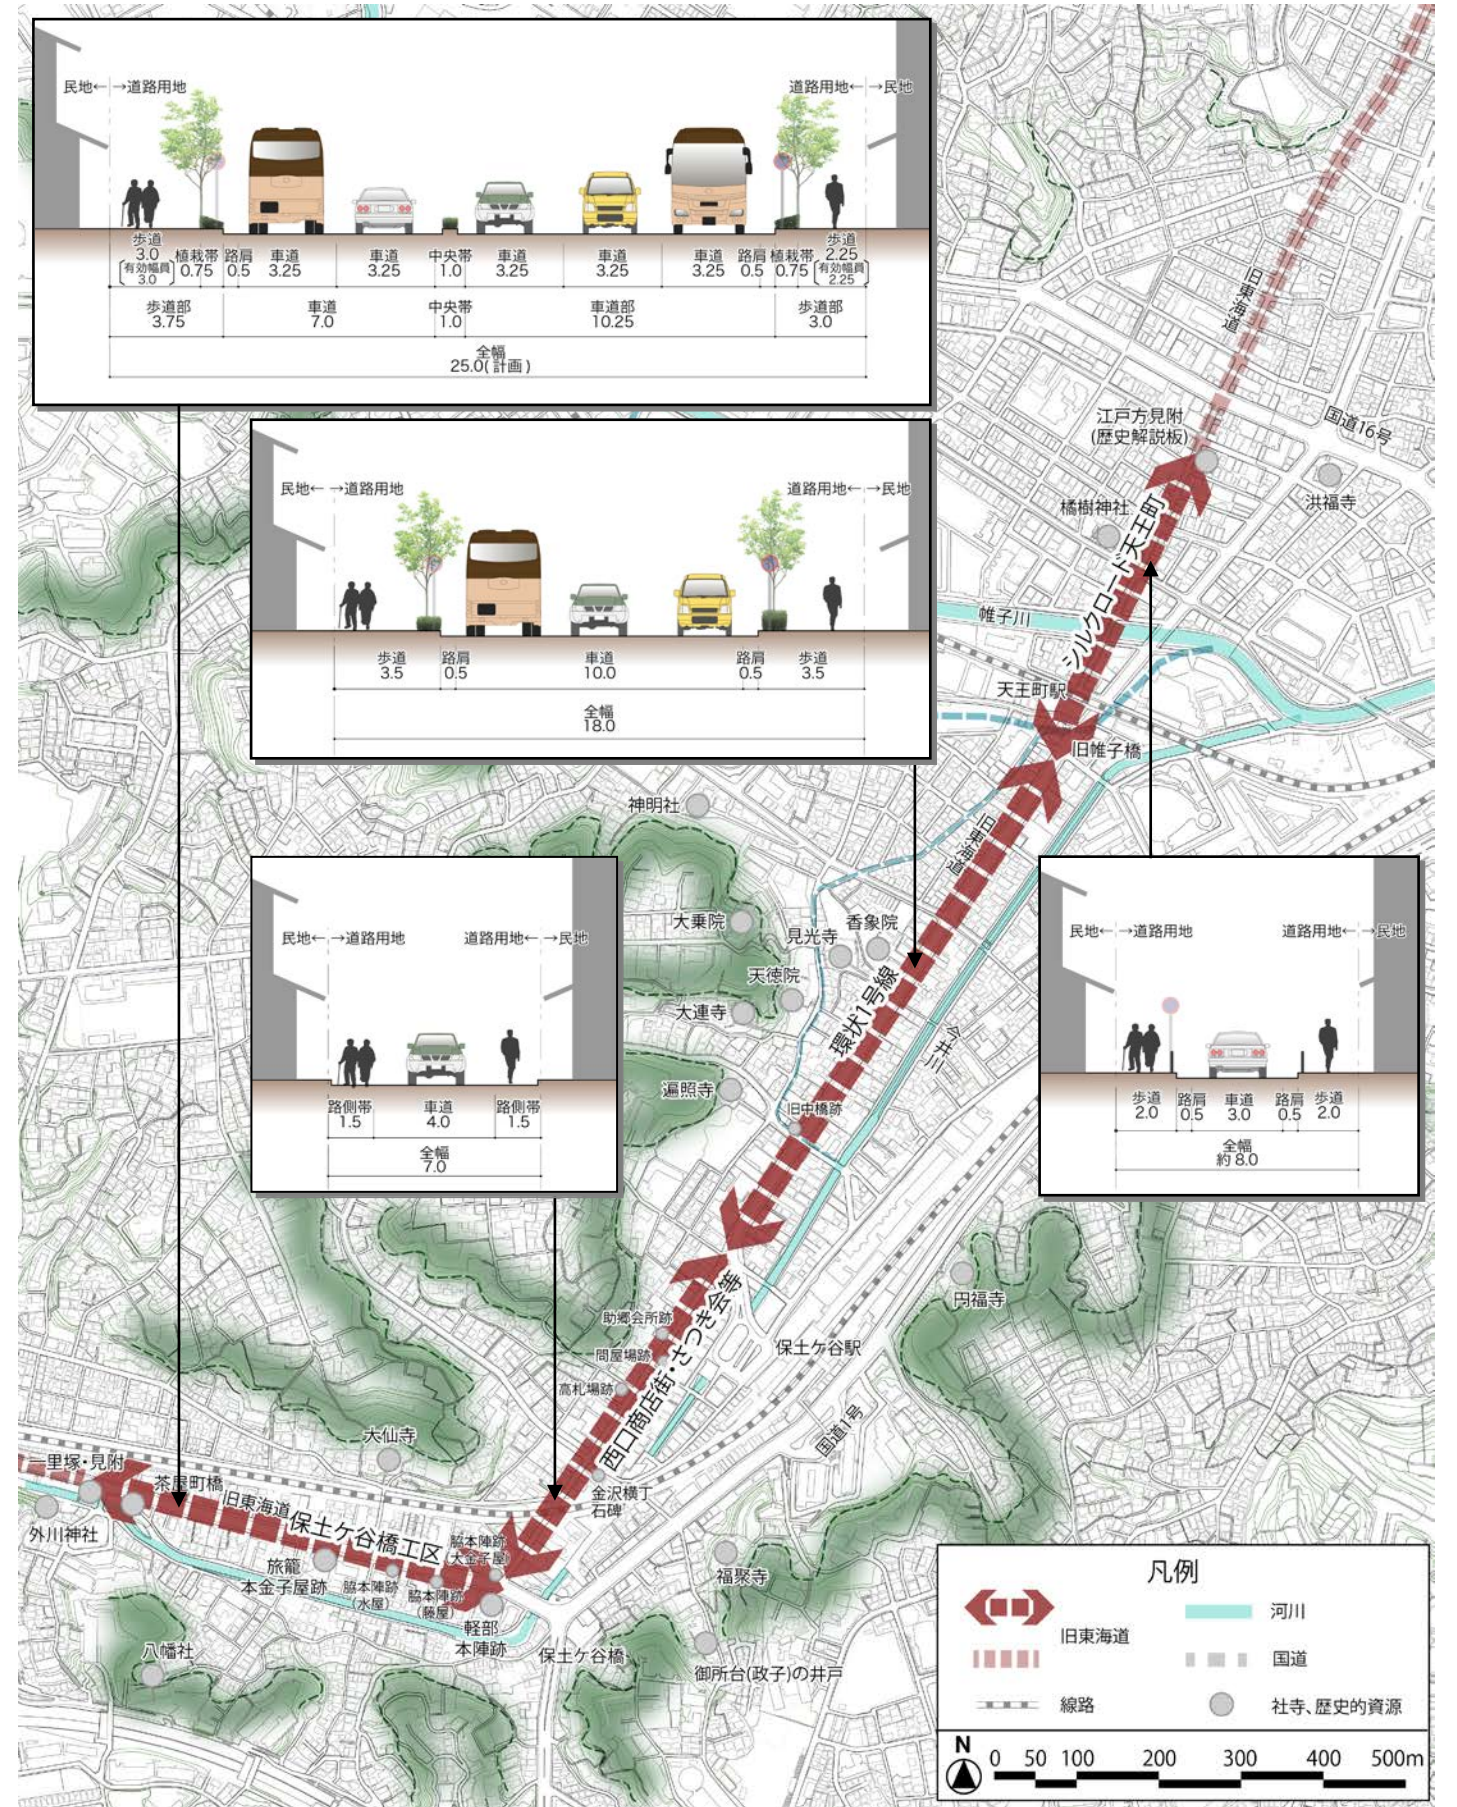 民地←→道路用地
道路用地←→民地
歩道 3.0 [有効幅員 3.0]
植栽帯 0.75
路肩 0.5
車道 3.25
車道 3.25
中央帯 1.0
車道 3.25
車道 3.25
車道 3.25
路肩 0.5
植栽帯 0.75
歩道 2.25 [有効幅員 2.25]
歩道部 3.75
車道 7.0
中央帯 1.0
車道部 10.25
歩道部 3.0
全幅
25.0(計画)
民地←→道路用地
道路用地←→民地
歩道 3.5
路肩 0.5
車道 10.0
路肩 0.5
歩道 3.5
全幅
18.0
旧東海道
江戸方見附
(歴史解説板)
国道16号
洪福寺
橘樹神社
シルクロード天王町
帷子川
天王町駅
旧帷子橋
旧東海道
神明社
大乗院
見光寺
香象院
天徳院
大連寺
環状1号線
今井川
遍照寺
旧中橋跡
民地←→道路用地
道路用地←→民地
路側帯 1.5
車道 4.0
路側帯 1.5
全幅
7.0
民地←→道路用地
道路用地←→民地
歩道 2.0
路肩 0.5
車道 3.0
路肩 0.5
歩道 2.0
全幅
約8.0
円福寺
助郷会所跡
問屋場跡
高札場跡
西口商店街・さつき会等
保土ケ谷駅
国道1号
大仙寺
金沢横丁
石碑
一里塚・見附
茶屋町橋
旧東海道
保土ケ谷橋工区
外川神社
脇本陣跡
(大金子屋)
旅籠
本金子屋跡
脇本陣跡
(水屋)
脇本陣跡
(藤屋)
軽部
本陣跡
福聚寺
保土ケ谷橋
八幡社
御所台(政子)の井戸
凡例
旧東海道
河川
国道
線路
社寺、歴史的資源
N
0 50 100 200 300 400 500m